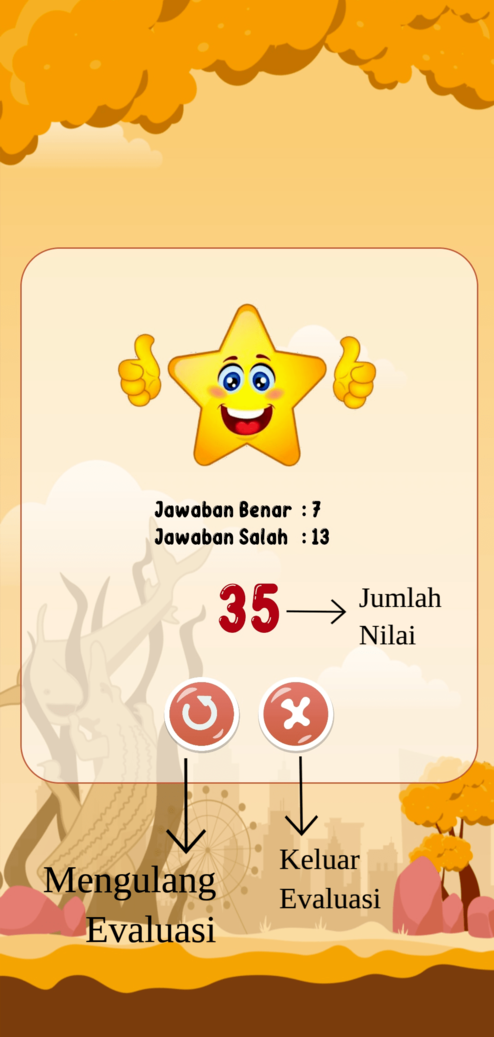 Jawaban Benar : 7
Jawaban Salah : 13
35
Jumlah
Nilai
Mengulang
Evaluasi
Keluar
Evaluasi